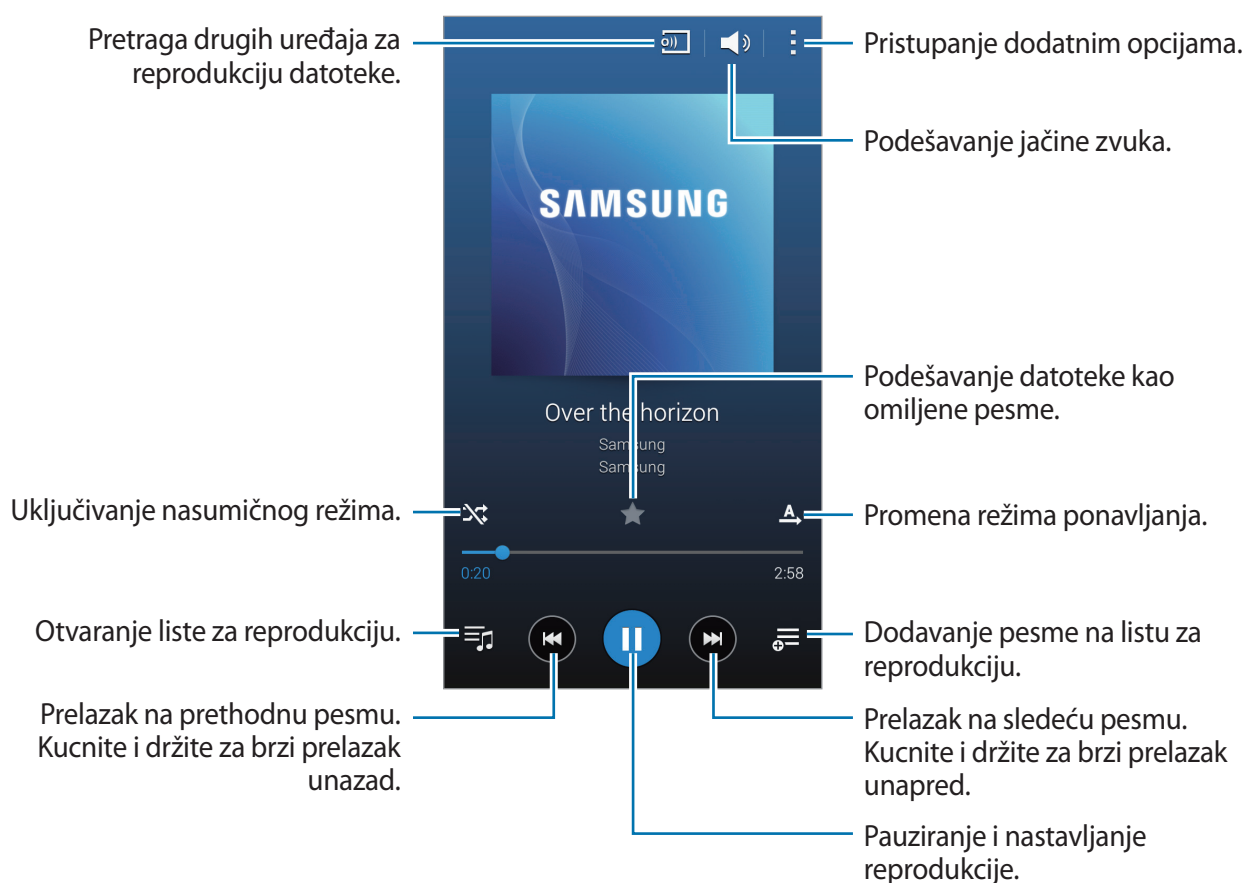 Pretraga drugih uređaja za
reprodukciju datoteke.
Pristupanje dodatnim opcijama.
Podešavanje jačine zvuka.
SAMSUNG
Podešavanje datoteke kao
omiljene pesme.
Over the horizon
Samsung
Samsung
Uključivanje nasumičnog režima.
A
Promena režima ponavljanja.
0:20
2:58
Otvaranje liste za reprodukciju.
Dodavanje pesme na listu za
reprodukciju.
Prelazak na prethodnu pesmu.
Kucnite i držite za brzi prelazak
unazad.
Prelazak na sledeću pesmu.
Kucnite i držite za brzi prelazak
unapred.
Pauziranje i nastavljanje
reprodukcije.